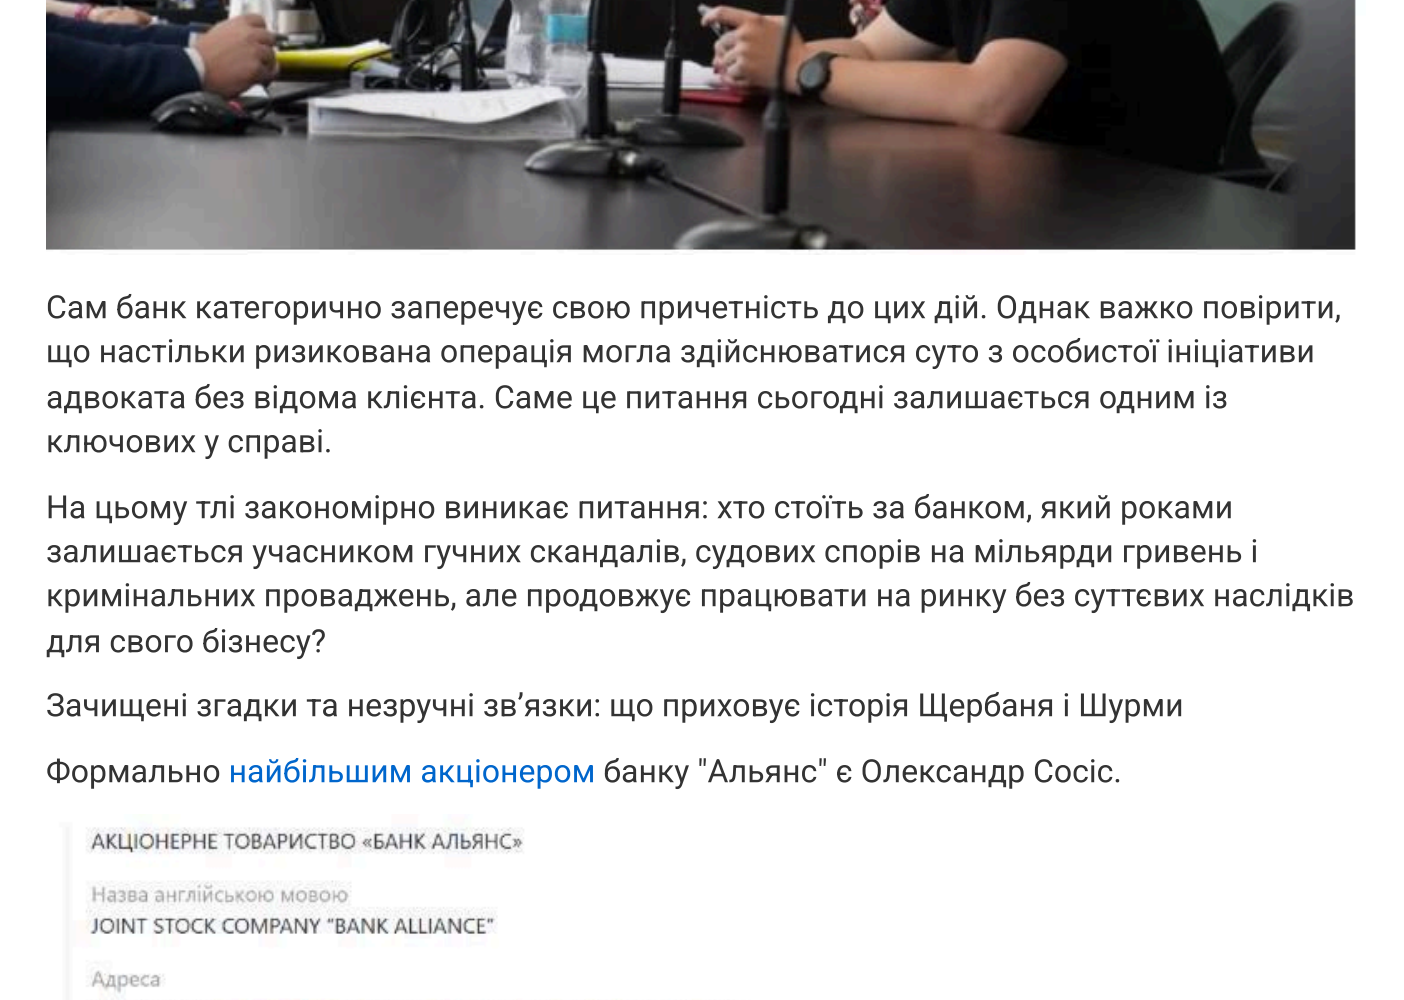 Сам банк категорично заперечує свою причетність до цих дій. Однак важко повірити,
що настільки ризикована операція могла здійснюватися суто з особистої ініціативи
адвоката без відома клієнта. Саме це питання сьогодні залишається одним із
ключових у справі.
На цьому тлі закономірно виникає питання: хто стоїть за банком, який роками
залишається учасником гучних скандалів, судових спорів на мільярди гривень і
кримінальних проваджень, але продовжує працювати на ринку без суттєвих наслідків
для свого бізнесу?
Зачищені згадки та незручні зв’язки: що приховує історія Щербаня і Шурми
Формально найбільшим акціонером банку "Альянс" є Олександр Сосіс.
АКЦІОНЕРНЕ ТОВАРИСТВО «БАНК АЛЬЯНС»
Назва англійською мовою
JOINT STOCK COMPANY "BANK ALLIANCE"
Адреса